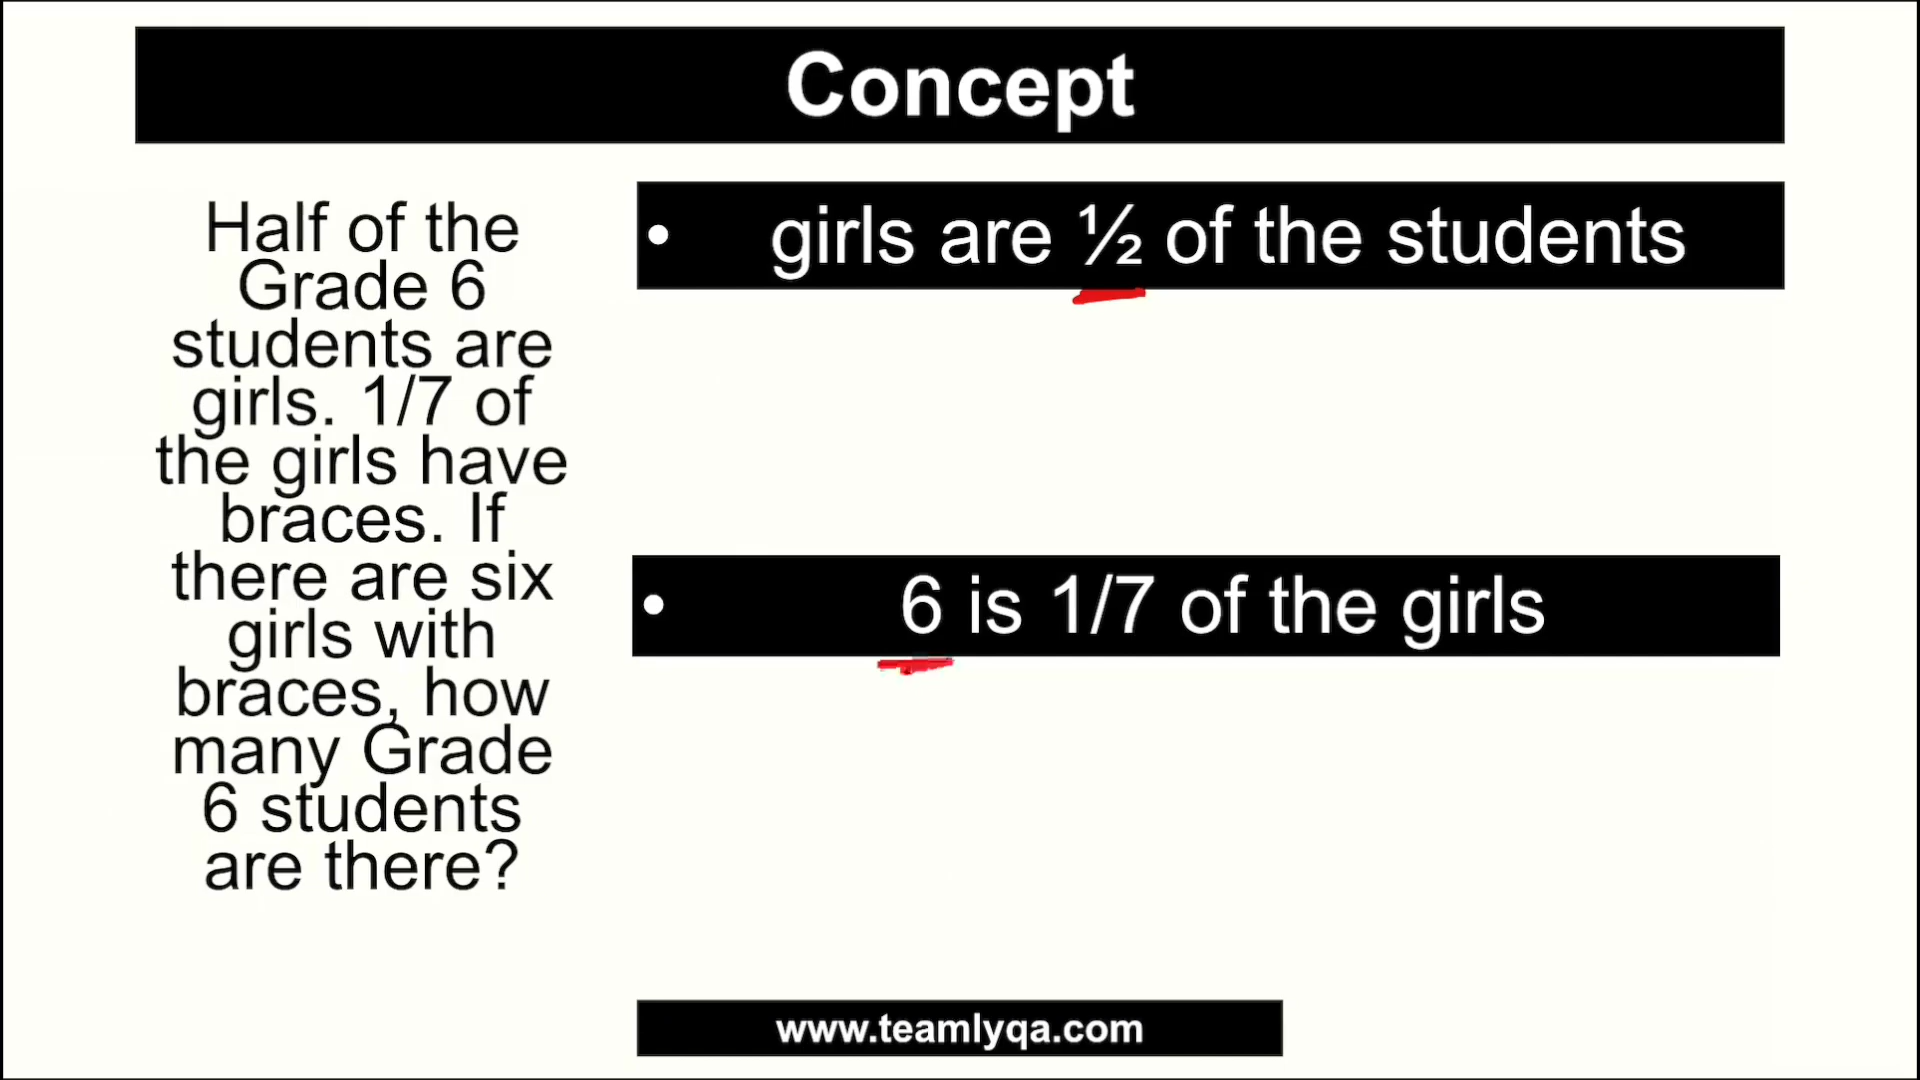 Concept
Half of the
Grade 6
students are
girls. 1/7 of
the girls have
braces. If
there are six
girls with
braces, how
many Grade
6 students
are there?
• girls are ½ of the students
• 6 is 1/7 of the girls
www.teamlyqa.com